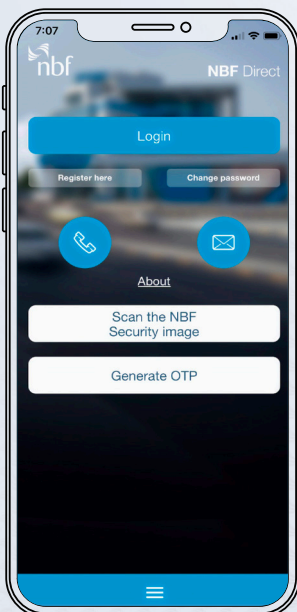 7:07
nbf
NBF Direct
Login
Register here
Change password
About
Scan the NBF
Security image
Generate OTP